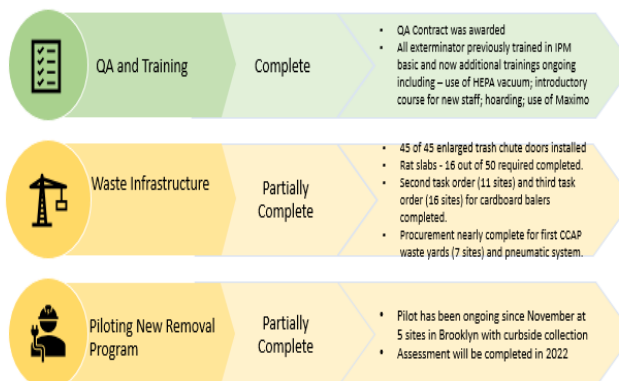 QA and Training
Complete
• QA Contract was awarded
• All exterminator previously trained in IPM
basic and now additional trainings ongoing
including – use of HEPA vacuum; introductory
course for new staff; hoarding; use of Maximo
Waste Infrastructure
Partially
Complete
• 45 of 45 enlarged trash chute doors installed
• Rat slabs - 16 out of 50 required completed.
• Second task order (11 sites) and third task
order (16 sites) for cardboard balers
completed.
• Procurement nearly complete for first CCAP
waste yards (7 sites) and pneumatic system.
Piloting New Removal
Program
Partially
Complete
• Pilot has been ongoing since November at
5 sites in Brooklyn with curbside collection
• Assessment will be completed in 2022